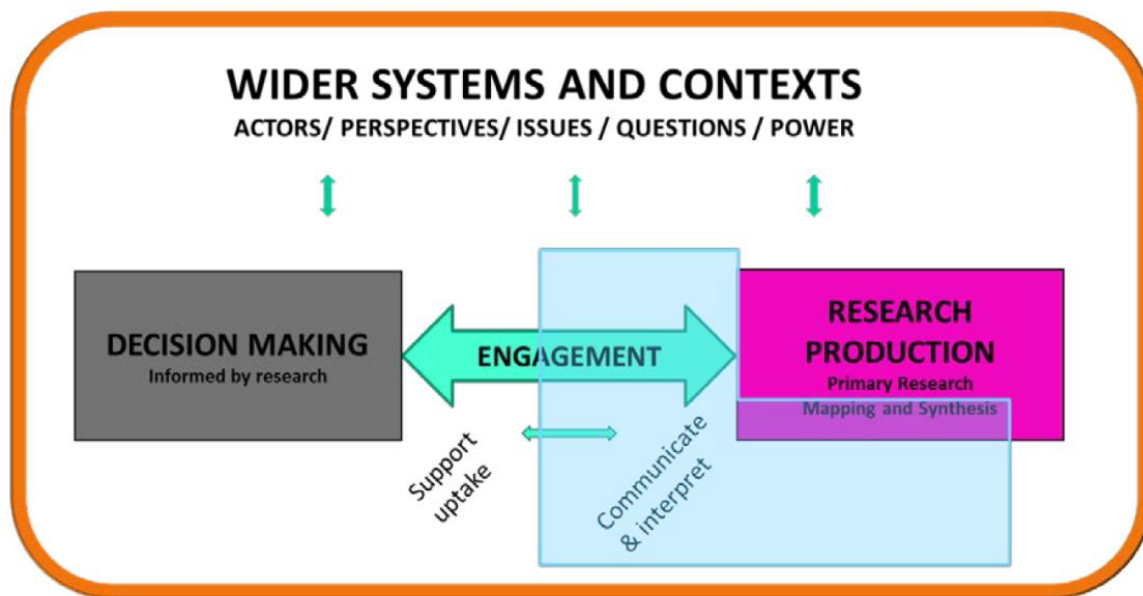 WIDER SYSTEMS AND CONTEXTS
ACTORS/ PERSPECTIVES/ ISSUES / QUESTIONS / POWER
DECISION MAKING
Informed by research
ENGAGEMENT
RESEARCH
PRODUCTION
Primary Research
Mapping and Synthesis
Support
uptake
Communicate
& interpret